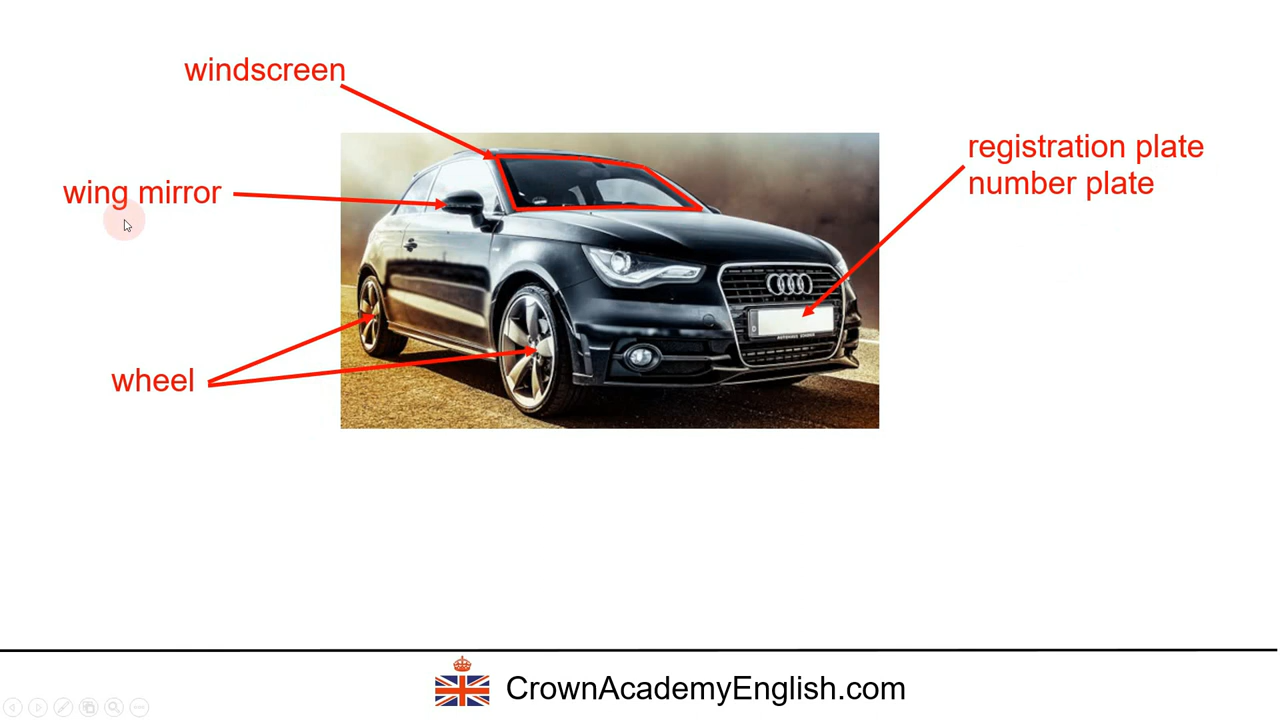 windscreen
registration plate
number plate
wing mirror
wheel
CrownAcademyEnglish.com